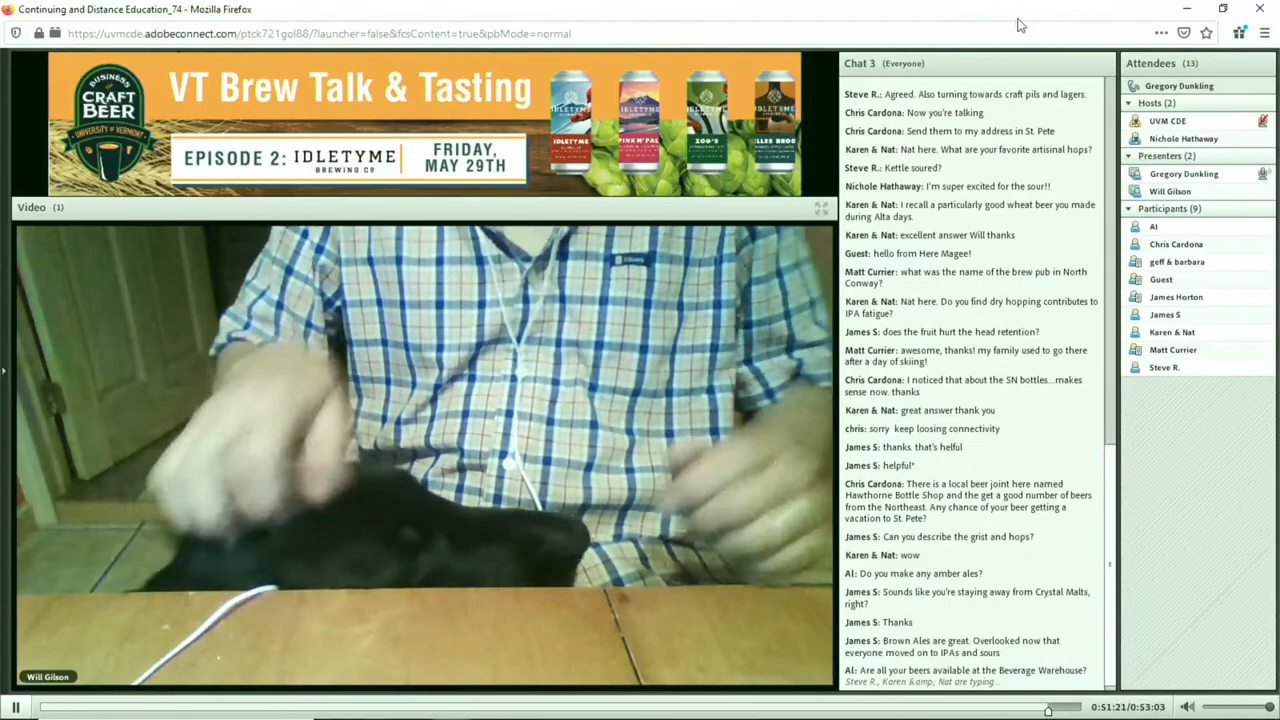 Continuing and Distance Education_74 - Mozilla Firefox
https://uvmcde.adobeconnect.com/ptck721gol88/?launcher=false&fcsContent=true&pbMode=normal
BUSINESS of
CRAFT
BEER
UNIVERSITY OF VERMONT
VT Brew Talk & Tasting
EPISODE 2: IDLETYME
BREWING CO
FRIDAY,
MAY 29TH
IDLETYME
PINK N' PAL
ZOG'S
Video (1)
Will Gilson
Chat 3 (Everyone)
Steve R.: Agreed. Also turning towards craft pils and lagers.
Chris Cardona: Now you're talking
Chris Cardona: Send them to my address in St. Pete
Karen & Nat: Nat here. What are your favorite artisinal hops?
Steve R.: Kettle soured?
Nichole Hathaway: I'm super excited for the sour!!
Karen & Nat: I recall a particularly good wheat beer you made
during Alta days.
Karen & Nat: excellent answer Will thanks
Guest: hello from Here Magee!
Matt Currier: what was the name of the brew pub in North
Conway?
Karen & Nat: Nat here. Do you find dry hopping contributes to
IPA fatigue?
James S: does the fruit hurt the head retention?
Matt Currier: awesome, thanks! my family used to go there
after a day of skiing!
Chris Cardona: I noticed that about the SN bottles...makes
sense now. thanks
Karen & Nat: great answer thank you
chris: sorry keep loosing connectivity
James S: thanks. that's helful
James S: helpful*
Chris Cardona: There is a local beer joint here named
Hawthorne Bottle Shop and the get a good number of beers
from the Northeast. Any chance of your beer getting a
vacation to St. Pete?
James S: Can you describe the grist and hops?
Karen & Nat: wow
Al: Do you make any amber ales?
James S: Sounds like you're staying away from Crystal Malts,
right?
James S: Thanks
James S: Brown Ales are great. Overlooked now that
everyone moved on to IPAs and sours
Al: Are all your beers available at the Beverage Warehouse?
Steve R., Karen &amp; Nat are typing...
Attendees (13)
Gregory Dunkling
Hosts (2)
UVM CDE
Nichole Hathaway
Presenters (2)
Gregory Dunkling
Will Gilson
Participants (9)
Al
Chris Cardona
geff & barbara
Guest
James Horton
James S
Karen & Nat
Matt Currier
Steve R.
0:51:21/0:53:03